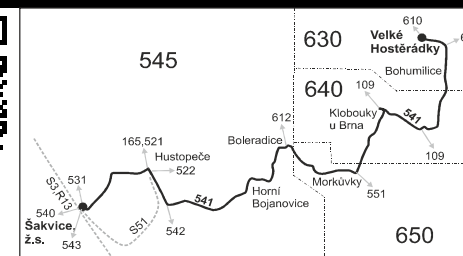 610
Velké
Hostěrádky
630
545
Bohumilice
640
109
Klobouky
u Brna
541
109
612
Boleradice
165,521
Hustopeče
522
Morkůvky
551
531
S3,R13
Horní
Bojanovice
541
540
Šakvice,
ž.s.
543
S51
542
650